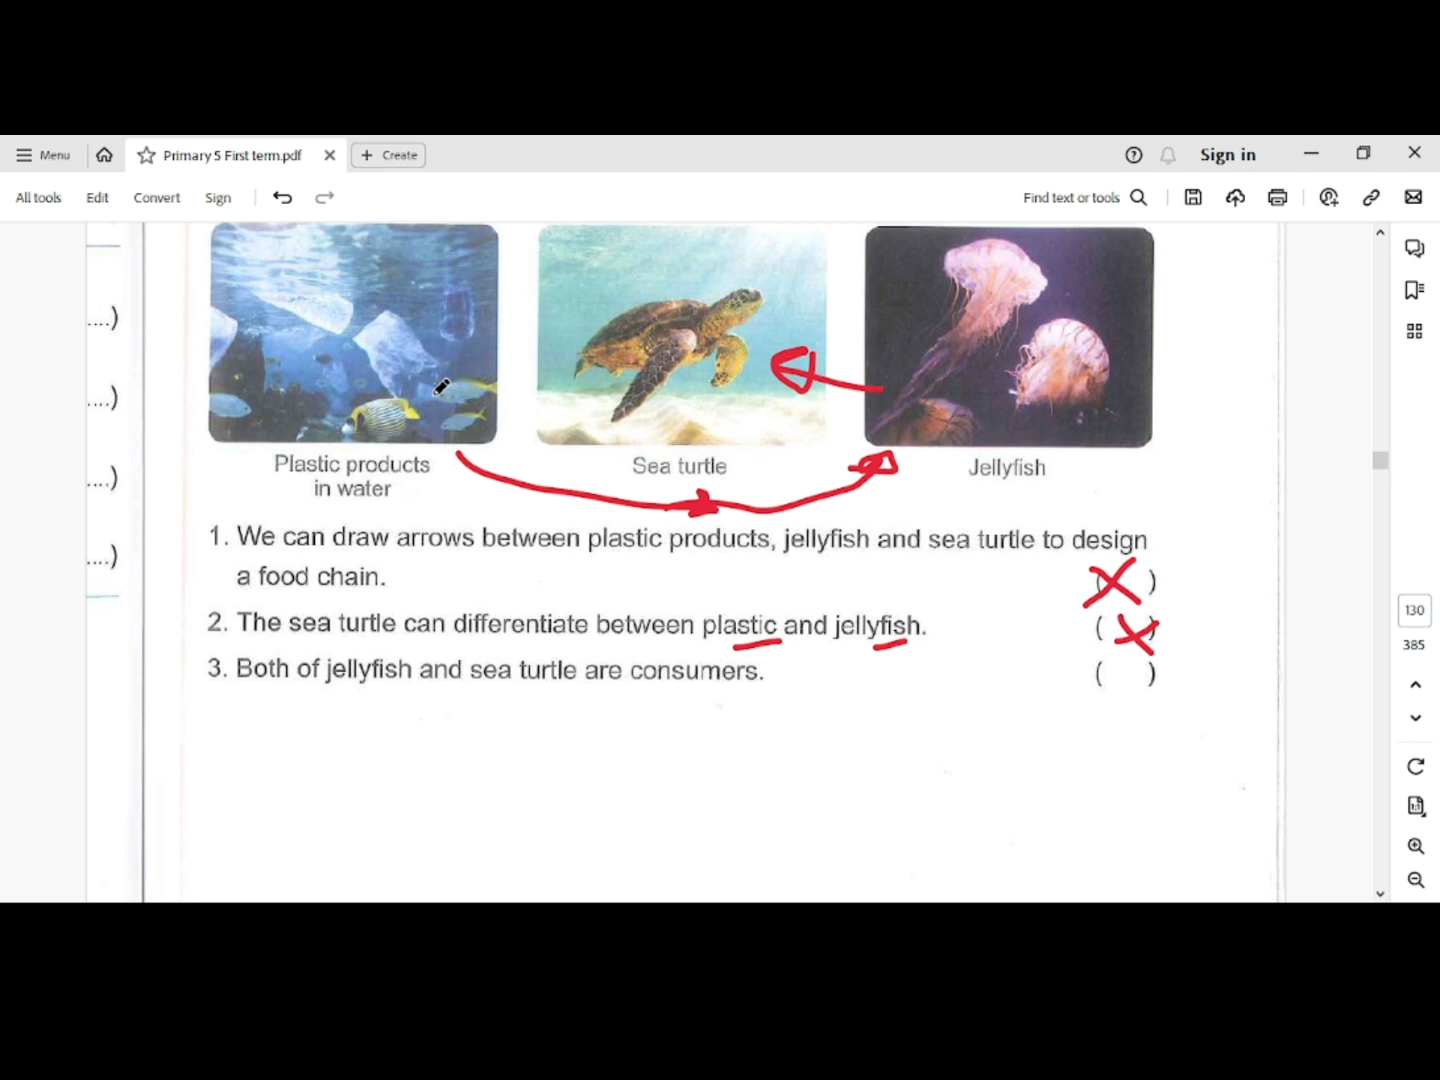 Menu
Primary 5 First term.pdf
Create
Sign in
All tools
Edit
Convert
Sign
Find text or tools
....)
....)
....)
....)
Plastic products
in water
Sea turtle
Jellyfish
1. We can draw arrows between plastic products, jellyfish and sea turtle to design
a food chain. (X)
2. The sea turtle can differentiate between plastic and jellyfish. (X)
3. Both of jellyfish and sea turtle are consumers. ( )
130
385